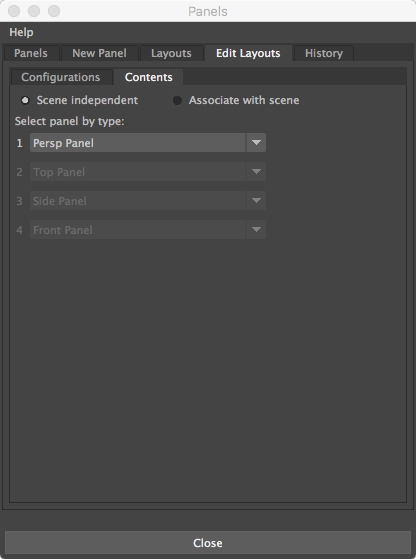 Panels
Help
Panels New Panel Layouts Edit Layouts History
Configurations Contents
Scene independent Associate with scene
Select panel by type:
1 Persp Panel
2 Top Panel
3 Side Panel
4 Front Panel
Close